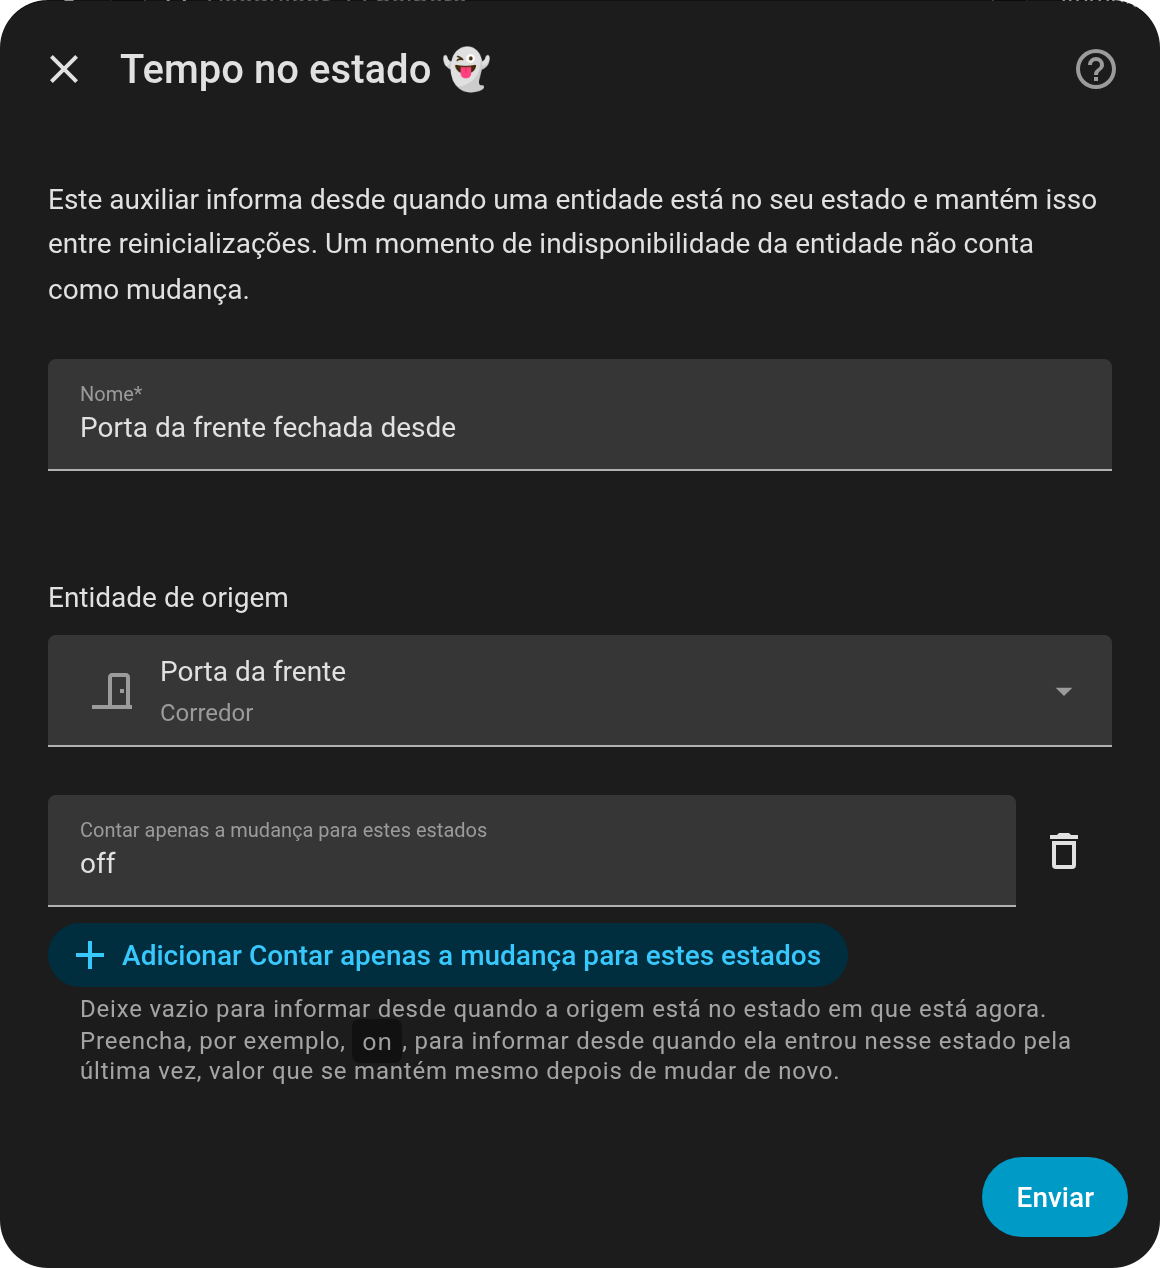 Tempo no estado 👻
Este auxiliar informa desde quando uma entidade está no seu estado e mantém isso
entre reinicializações. Um momento de indisponibilidade da entidade não conta
como mudança.
Nome*
Porta da frente fechada desde
Entidade de origem
Porta da frente
Corredor
Contar apenas a mudança para estes estados
off
Adicionar Contar apenas a mudança para estes estados
Deixe vazio para informar desde quando a origem está no estado em que está agora.
Preencha, por exemplo, on, para informar desde quando ela entrou nesse estado pela
última vez, valor que se mantém mesmo depois de mudar de novo.
Enviar